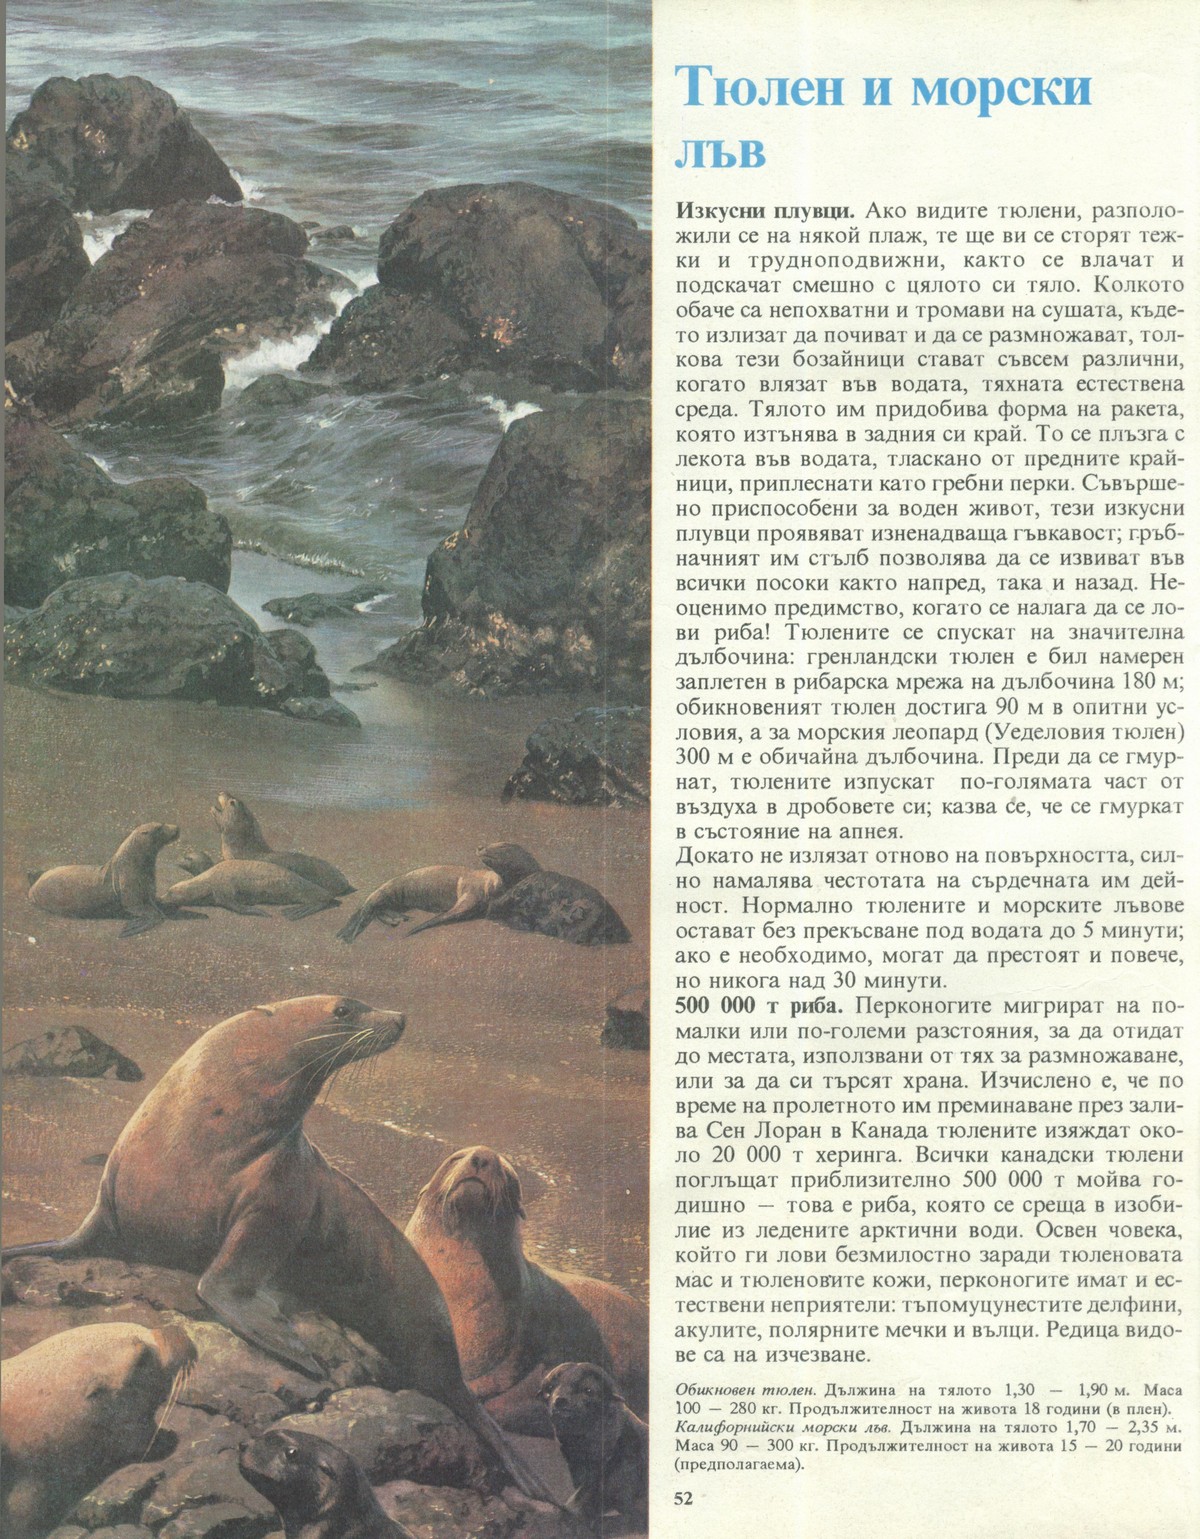 Тюлен и морски
лъв
Изкусни плувци. Ако видите тюлени, разполо-
жили се на някой плаж, те ще ви се сторят теж-
ки и трудноподвижни, както се влачат и
подскачат смешно с цялото си тяло. Колкото
обаче са непохватни и тромави на сушата, къде-
то излизат да почиват и да се размножават, тол-
кова тези бозайници стават съвсем различни,
когато влязат във водата, тяхната естествена
среда. Тялото им придобива форма на ракета,
която изтънява в задния си край. То се плъзга с
лекота във водата, тласкано от предните край-
ници, приплеснати като гребни перки. Съвърше-
но приспособени за воден живот, тези изкусни
плувци проявяват изненадваща гъвкавост; гръб-
начният им стълб позволява да се извиват във
всички посоки както напред, така и назад. Не-
оценимо предимство, когато се налага да се ло-
ви риба! Тюлените се спускат на значителна
дълбочина: гренландски тюлен е бил намерен
заплетен в рибарска мрежа на дълбочина 180 м;
обикновеният тюлен достига 90 м в опитни ус-
ловия, а за морския леопард (Уеделовия тюлен)
300 м е обичайна дълбочина. Преди да се гмур-
нат, тюлените изпускат по-голямата част от
въздуха в дробовете си; казва се, че се гмуркат
в състояние на апнея.
Докато не излязат отново на повърхността, сил-
но намалява честотата на сърдечната им дей-
ност. Нормално тюлените и морските лъвове
остават без прекъсване под водата до 5 минути;
ако е необходимо, могат да престоят и повече,
но никога над 30 минути.
500 000 т риба. Перконогите мигрират на по-
малки или по-големи разстояния, за да отидат
до местата, използвани от тях за размножаване,
или за да си търсят храна. Изчислено е, че по
време на пролетното им преминаване през зали-
ва Сен Лоран в Канада тюлените изяждат око-
ло 20 000 т херинга. Всички канадски тюлени
поглъщат приблизително 500 000 т мойва го-
дишно — това е риба, която се среща в изоби-
лие из ледените арктични води. Освен човека,
който ги лови безмилостно заради тюленовата
мас и тюленовите кожи, перконогите имат и ес-
тествени неприятели: тъпомуцунестите делфини,
акулите, полярните мечки и вълци. Редица видо-
ве са на изчезване.
Обикновен тюлен. Дължина на тялото 1,30 — 1,90 м. Маса
100 — 280 кг. Продължителност на живота 18 години (в плен).
Калифорнийски морски лъв. Дължина на тялото 1,70 — 2,35 м.
Маса 90 — 300 кг. Продължителност на живота 15 — 20 години
(предполагаема).
52